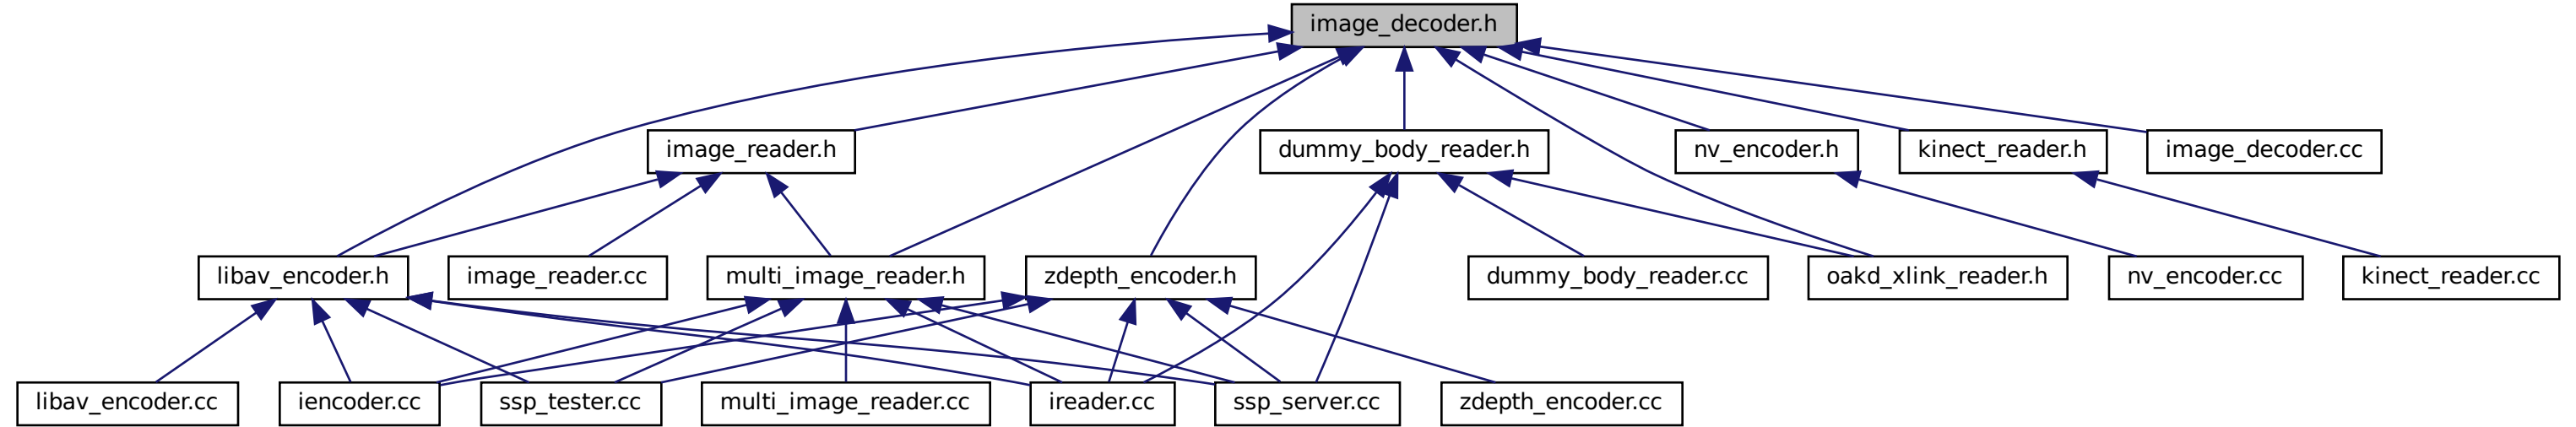 image_decoder.h
image_reader.h
dummy_body_reader.h
nv_encoder.h
kinect_reader.h
image_decoder.cc
libav_encoder.h
image_reader.cc
multi_image_reader.h
zdepth_encoder.h
dummy_body_reader.cc
oakd_xlink_reader.h
nv_encoder.cc
kinect_reader.cc
libav_encoder.cc
iencoder.cc
ssp_tester.cc
multi_image_reader.cc
ireader.cc
ssp_server.cc
zdepth_encoder.cc